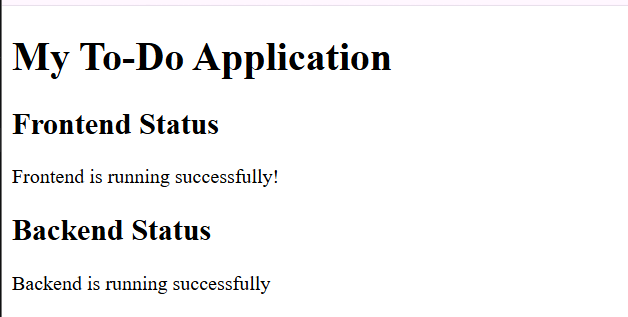 My To-Do Application
Frontend Status
Frontend is running successfully!
Backend Status
Backend is running successfully